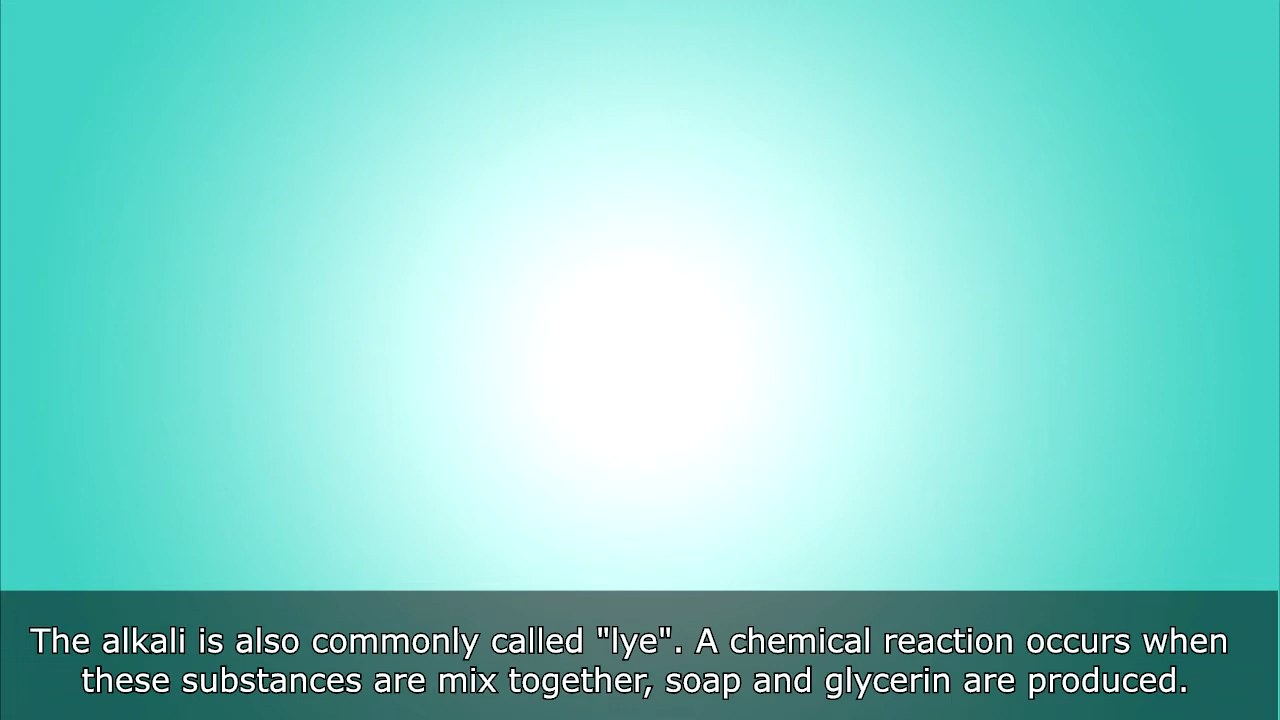 The alkali is also commonly called "lye". A chemical reaction occurs when
these substances are mix together, soap and glycerin are produced.